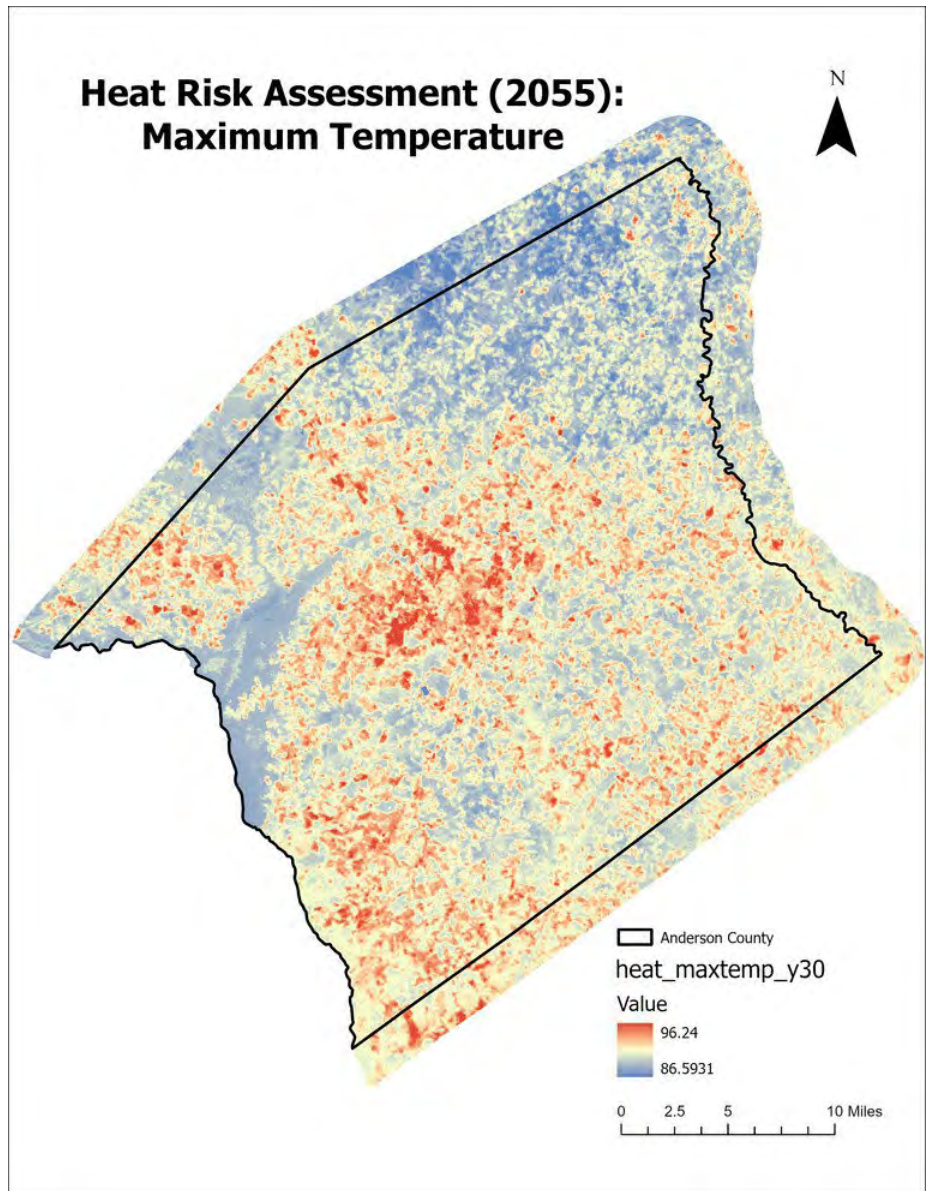 Heat Risk Assessment (2055):
Maximum Temperature
N
Anderson County
heat_maxtemp_y30
Value
96.24
86.5931
0 2.5 5 10 Miles